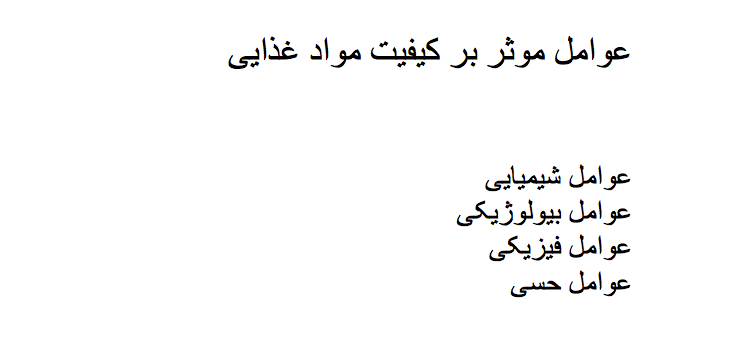 عوامل موثر بر کیفیت مواد غذایی
عوامل شیمیایی
عوامل بیولوژیکی
عوامل فیزیکی
عوامل حسی